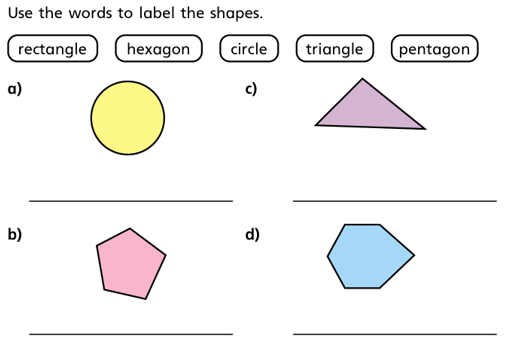 Use the words to label the shapes.
rectangle hexagon circle triangle pentagon
a)
c)
b)
d)